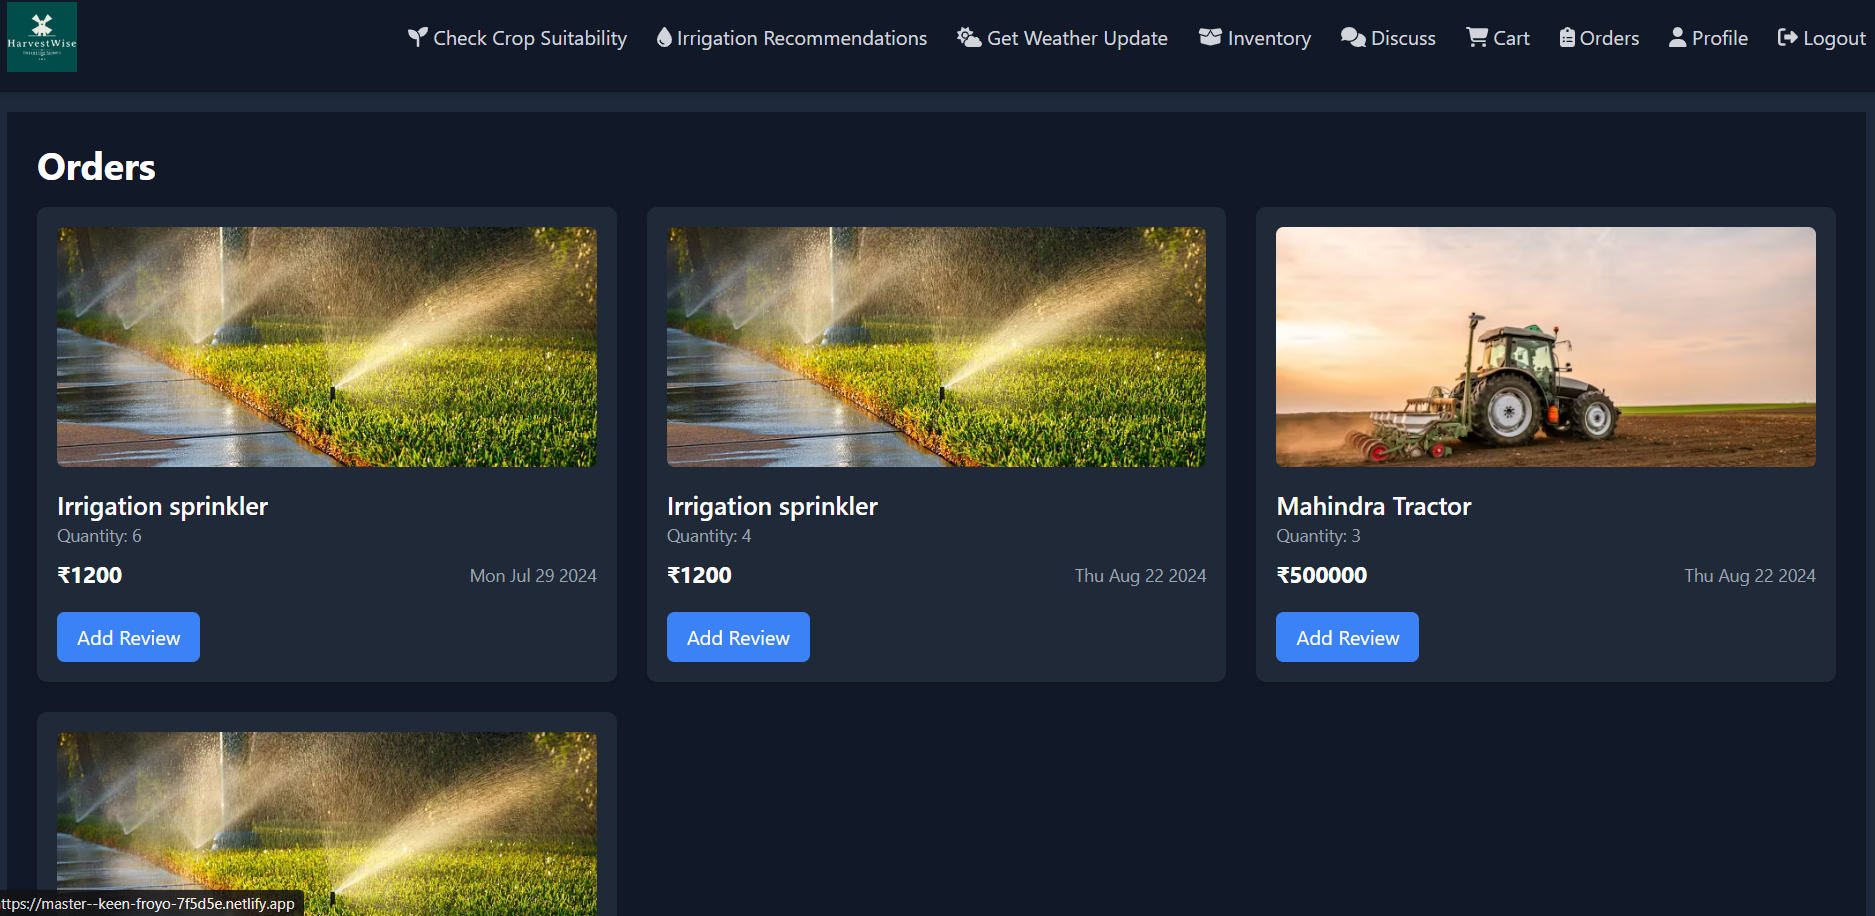 HarvestWise
Check Crop Suitability
Irrigation Recommendations
Get Weather Update
Inventory
Discuss
Cart
Orders
Profile
Logout
Orders
Irrigation sprinkler
Quantity: 6
₹1200
Mon Jul 29 2024
Add Review
Irrigation sprinkler
Quantity: 4
₹1200
Thu Aug 22 2024
Add Review
Mahindra Tractor
Quantity: 3
₹500000
Thu Aug 22 2024
Add Review
ttps://master--keen-froyo-7f5d5e.netlify.app